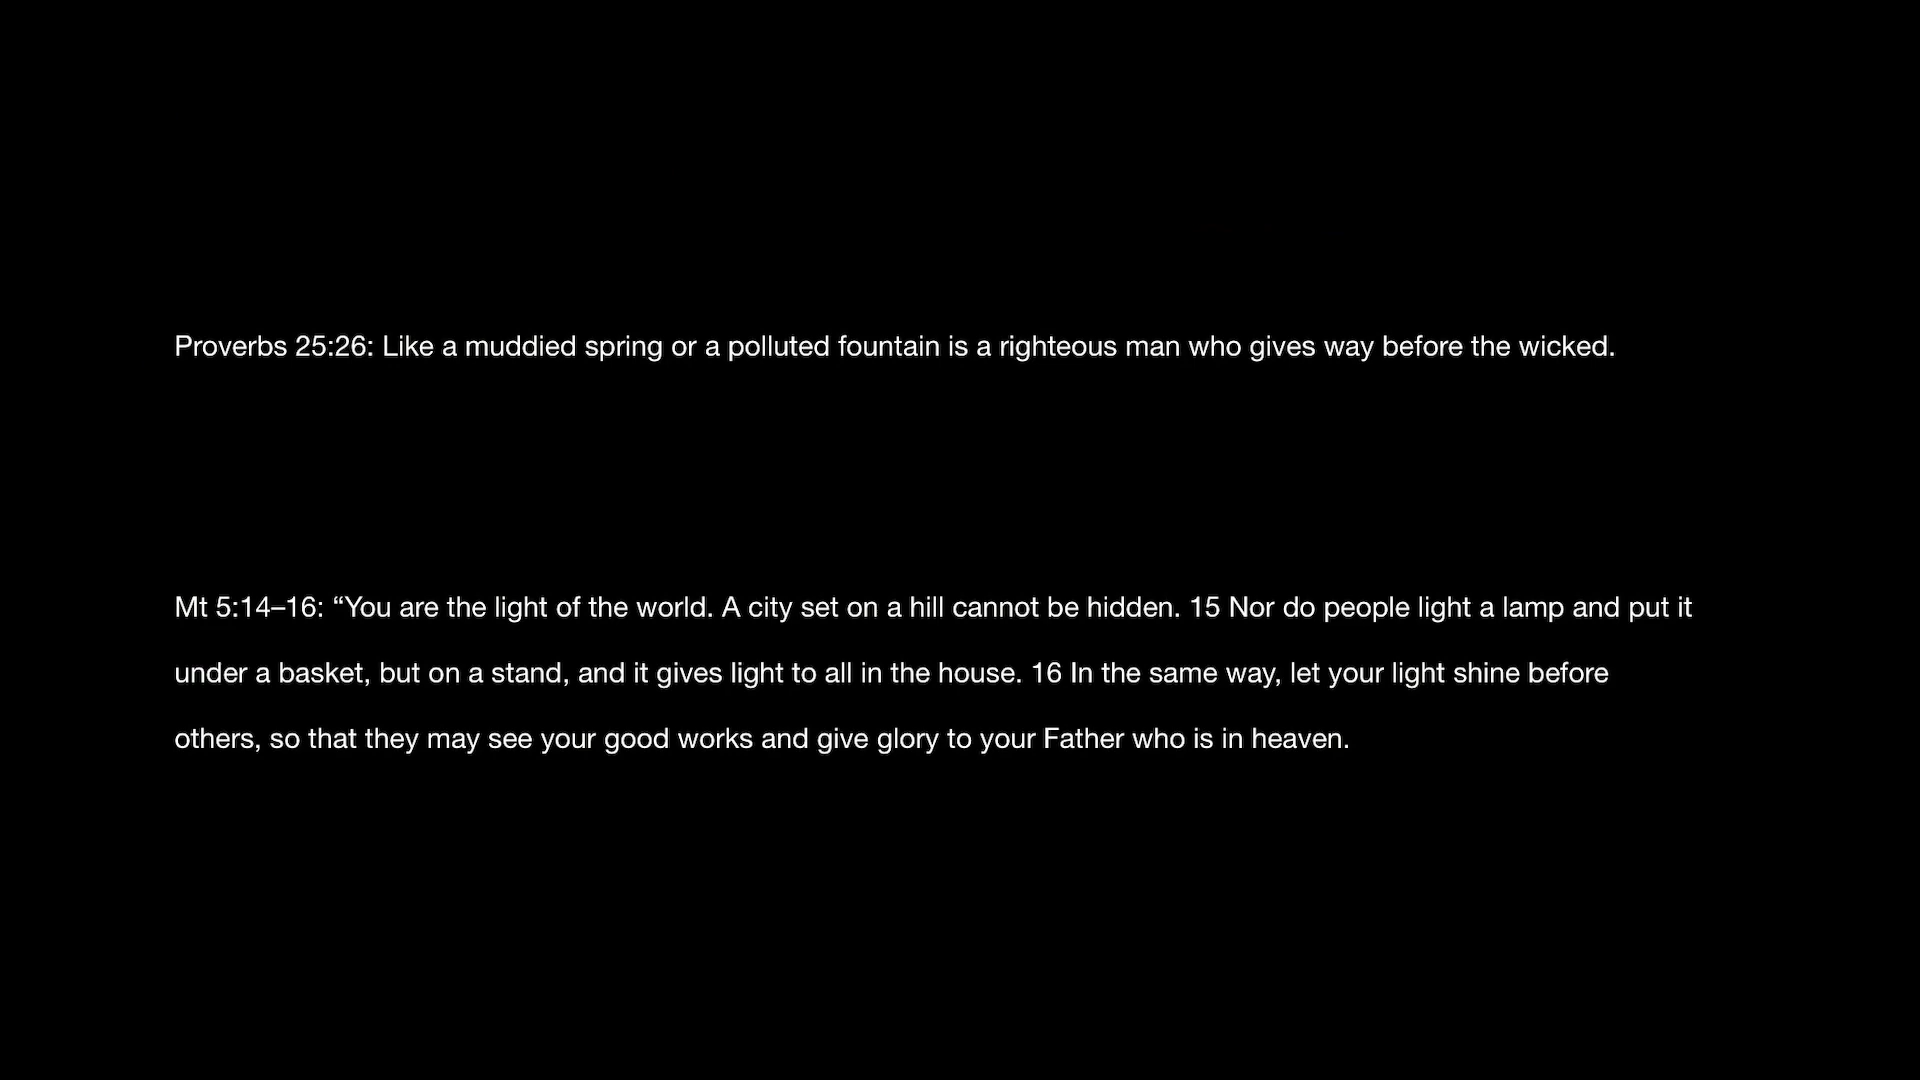 Proverbs 25:26: Like a muddied spring or a polluted fountain is a righteous man who gives way before the wicked.
Mt 5:14–16: “You are the light of the world. A city set on a hill cannot be hidden. 15 Nor do people light a lamp and put it
under a basket, but on a stand, and it gives light to all in the house. 16 In the same way, let your light shine before
others, so that they may see your good works and give glory to your Father who is in heaven.